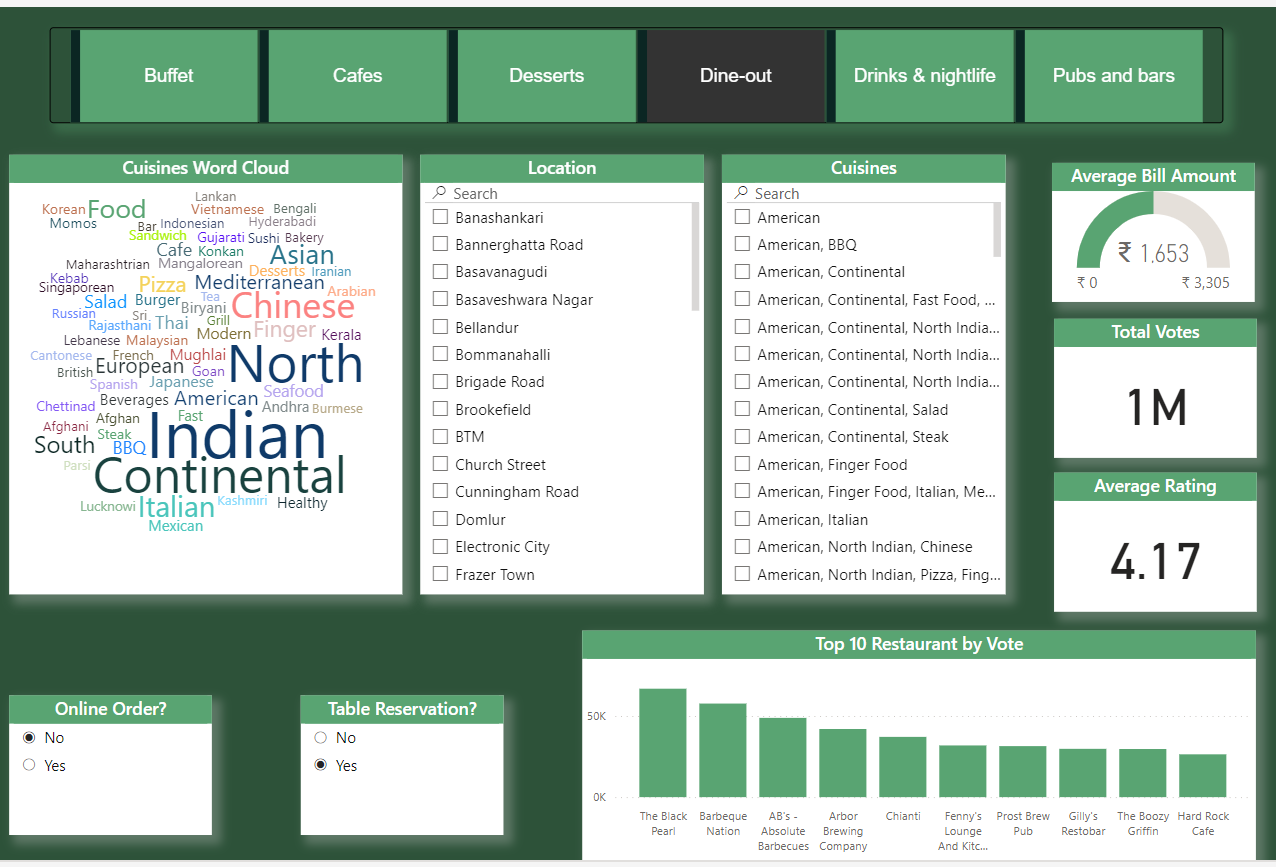 Buffet
Cafes
Desserts
Dine-out
Drinks & nightlife
Pubs and bars
Cuisines Word Cloud
Lankan
Korean Food Vietnamese Bengali
Momos Bar Indonesian Hyderabadi
Sandwich Gujarati Sushi Bakery
Cafe Konkan Asian
Maharashtrian Mangalorean Desserts Iranian
Kebab
Singaporean Pizza Mediterranean
Salad Burger Tea Chinese Arabian
Russian Sri Biryani
Rajasthani Thai Grill Finger
Lebanese Malaysian Modern Kerala
Cantonese French Mughlai North
British European Goan
Spanish Japanese Seafood
Chettinad Beverages American Andhra Burmese
Afghani Afghan Fast Indian
South Steak BBQ
Parsi Continental
Lucknowi Italian Kashmiri Healthy
Mexican
Location
Search
Banashankari
Bannerghatta Road
Basavanagudi
Basaveshwara Nagar
Bellandur
Bommanahalli
Brigade Road
Brookefield
BTM
Church Street
Cunningham Road
Domlur
Electronic City
Frazer Town
Cuisines
Search
American
American, BBQ
American, Continental
American, Continental, Fast Food, ...
American, Continental, North India...
American, Continental, North India...
American, Continental, North India...
American, Continental, Salad
American, Continental, Steak
American, Finger Food
American, Finger Food, Italian, Me...
American, Italian
American, North Indian, Chinese
American, North Indian, Pizza, Fing...
Average Bill Amount
₹ 1,653
₹ 0
₹ 3,305
Total Votes
1M
Average Rating
4.17
Online Order?
No
Yes
Table Reservation?
No
Yes
Top 10 Restaurant by Vote
50K
0K
The Black
Pearl
Barbeque
Nation
AB's -
Absolute
Barbecues
Arbor
Brewing
Company
Chianti
Fenny's
Lounge
And Kitc...
Prost Brew
Pub
Gilly's
Restobar
The Boozy
Griffin
Hard Rock
Cafe